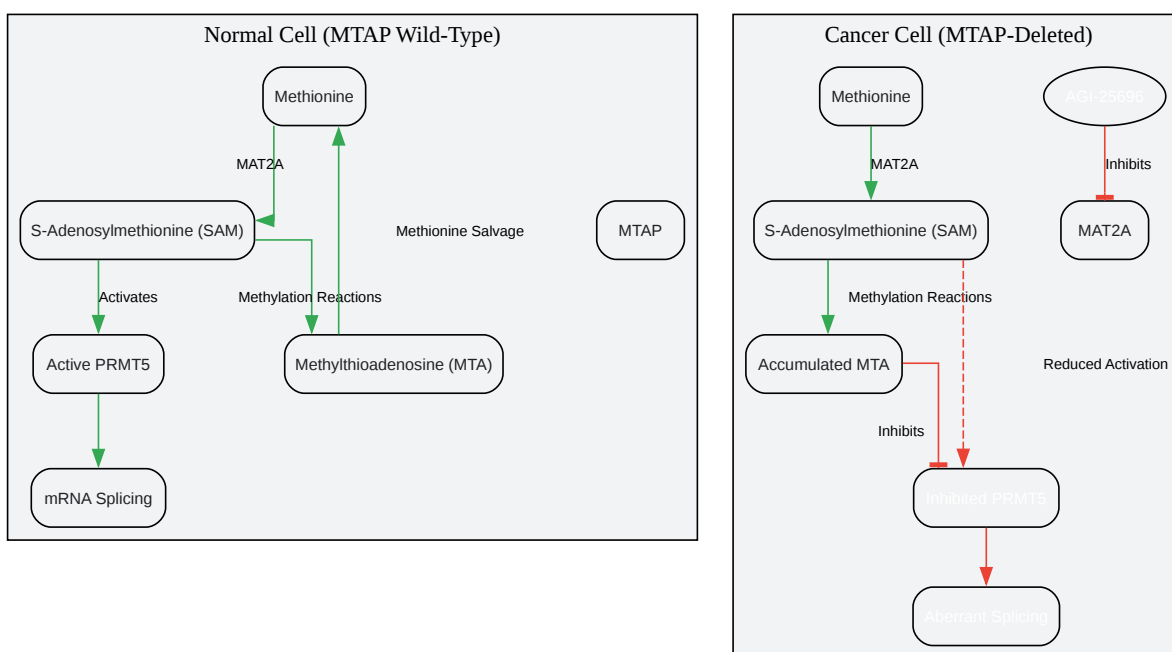 Normal Cell (MTAP Wild-Type)
Methionine
MAT2A
S-Adenosylmethionine (SAM)
Methionine Salvage
MTAP
Activates
Methylation Reactions
Active PRMT5
Methylthioadenosine (MTA)
mRNA Splicing
Cancer Cell (MTAP-Deleted)
Methionine
AGI-25696
MAT2A
Inhibits
S-Adenosylmethionine (SAM)
MAT2A
Methylation Reactions
Accumulated MTA
Reduced Activation
Inhibits
Inhibited PRMT5
Aberrant Splicing